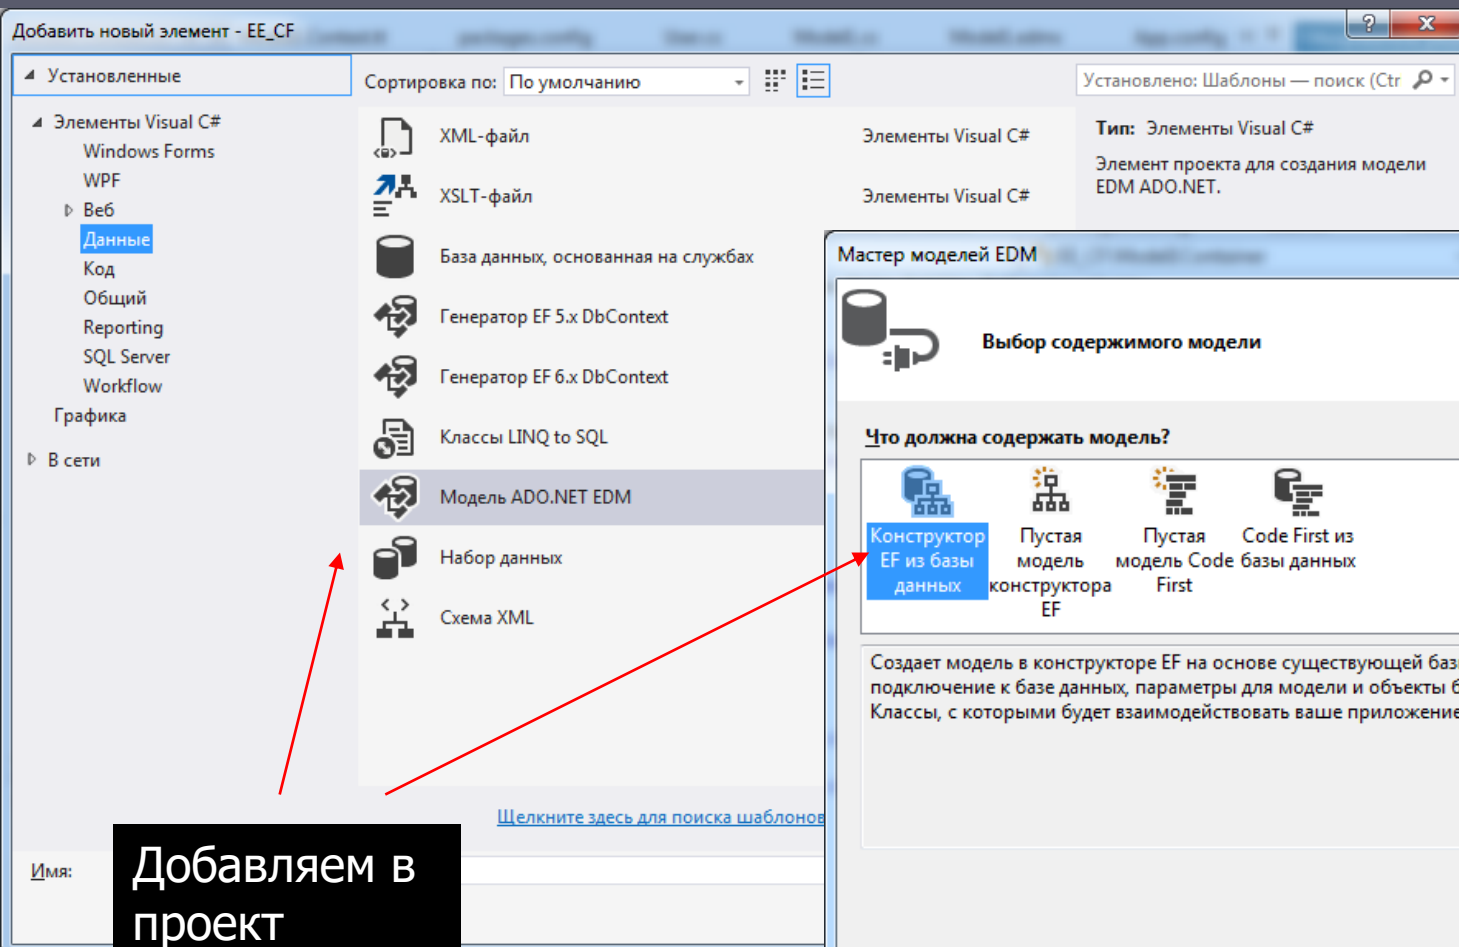 Добавить новый элемент - EE_CF
Установленные
Сортировка по: По умолчанию
Установлено: Шаблоны — поиск (Ctr
Элементы Visual C#
Windows Forms
WPF
Веб
Данные
Код
Общий
Reporting
SQL Server
Workflow
Графика
В сети
XML-файл Элементы Visual C#
XSLT-файл Элементы Visual C#
База данных, основанная на службах
Генератор EF 5.x DbContext
Генератор EF 6.x DbContext
Классы LINQ to SQL
Модель ADO.NET EDM
Набор данных
Схема XML
Щелкните здесь для поиска шаблонов
Тип: Элементы Visual C#
Элемент проекта для создания модели
EDM ADO.NET.
Мастер моделей EDM
Выбор содержимого модели
Что должна содержать модель?
Конструктор
EF из базы
данных
Пустая
модель
конструктора
EF
Пустая
модель Code
First
Code First из
базы данных
Создает модель в конструкторе EF на основе существующей баз
подключение к базе данных, параметры для модели и объекты б
Классы, с которыми будет взаимодействовать ваше приложение
Имя:
Добавляем в
проект